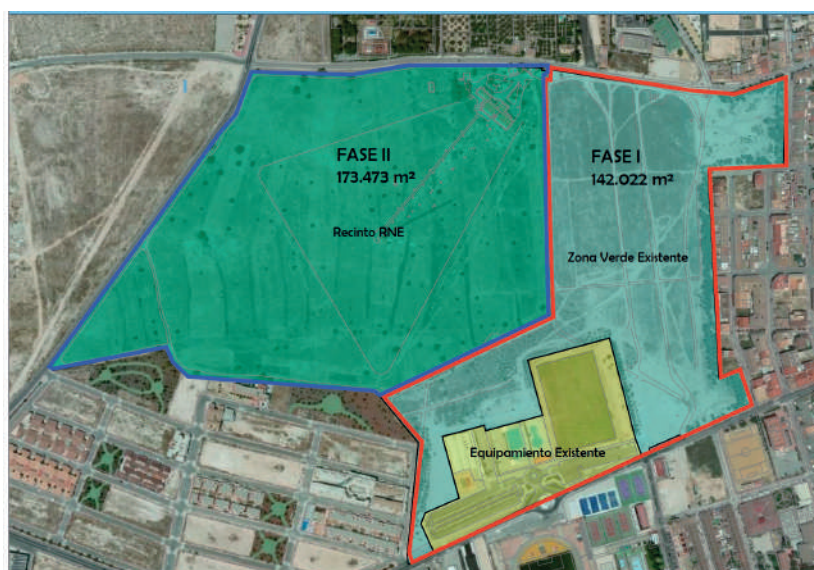 FASE II
173.473 m²
Recinto RNE
FASE I
142.022 m²
Zona Verde Existente
Equipamiento Existente